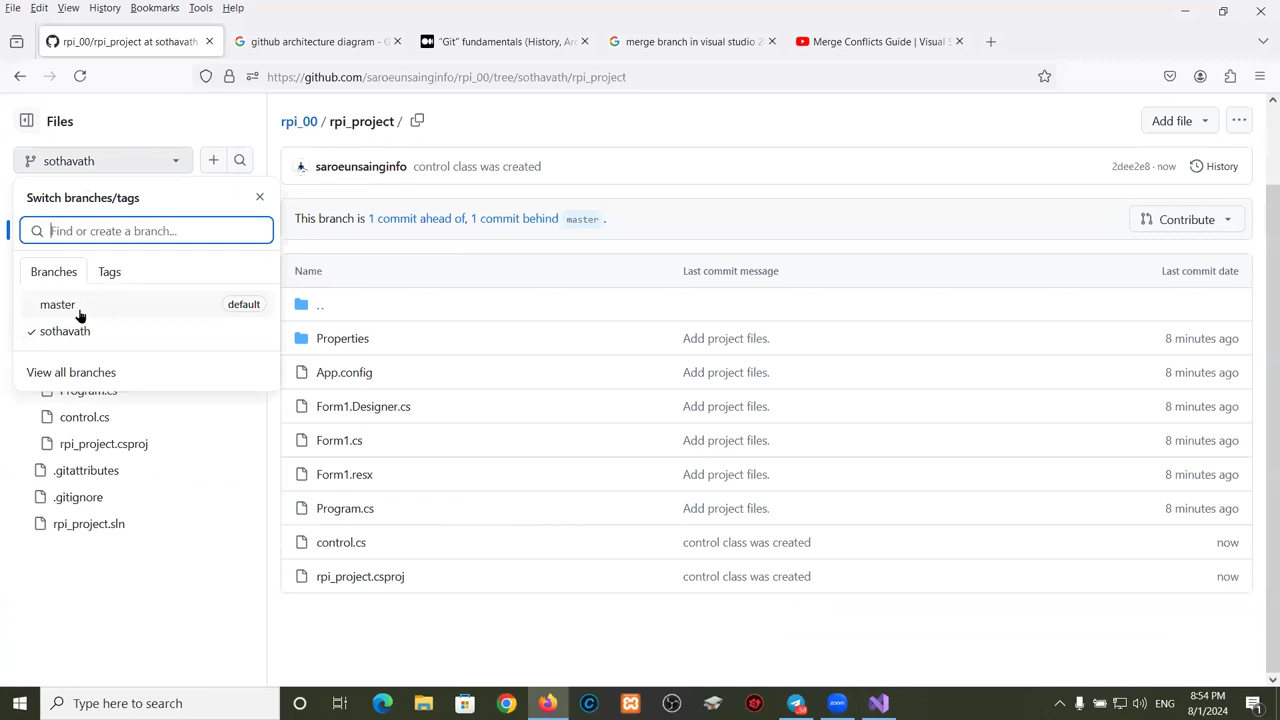 File Edit View History Bookmarks Tools Help
rpi_00/rpi_project at sothavath
github architecture diagram - G
"Git" fundamentals (History, Ar
merge branch in visual studio 2
Merge Conflicts Guide | Visual S
https://github.com/saroeunsainginfo/rpi_00/tree/sothavath/rpi_project
Files
sothavath
Switch branches/tags
Find or create a branch...
Branches Tags
master default
sothavath
View all branches
Program.cs
control.cs
rpi_project.csproj
.gitattributes
.gitignore
rpi_project.sln
rpi_00 / rpi_project /
Add file
saroeunsainginfo control class was created 2dee2e8 · now History
This branch is 1 commit ahead of, 1 commit behind master .
Contribute
Name Last commit message Last commit date
..
Properties Add project files. 8 minutes ago
App.config Add project files. 8 minutes ago
Form1.Designer.cs Add project files. 8 minutes ago
Form1.cs Add project files. 8 minutes ago
Form1.resx Add project files. 8 minutes ago
Program.cs Add project files. 8 minutes ago
control.cs control class was created now
rpi_project.csproj control class was created now
Type here to search
ENG
8:54 PM
8/1/2024